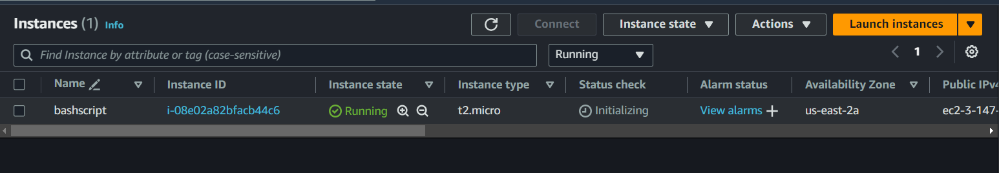 Instances (1) Info Connect Instance state Actions Launch instances
Find Instance by attribute or tag (case-sensitive) Running 1
Name Instance ID Instance state Instance type Status check Alarm status Availability Zone Public IPv4
bashscript i-08e02a82bfacb44c6 Running t2.micro Initializing View alarms us-east-2a ec2-3-147-